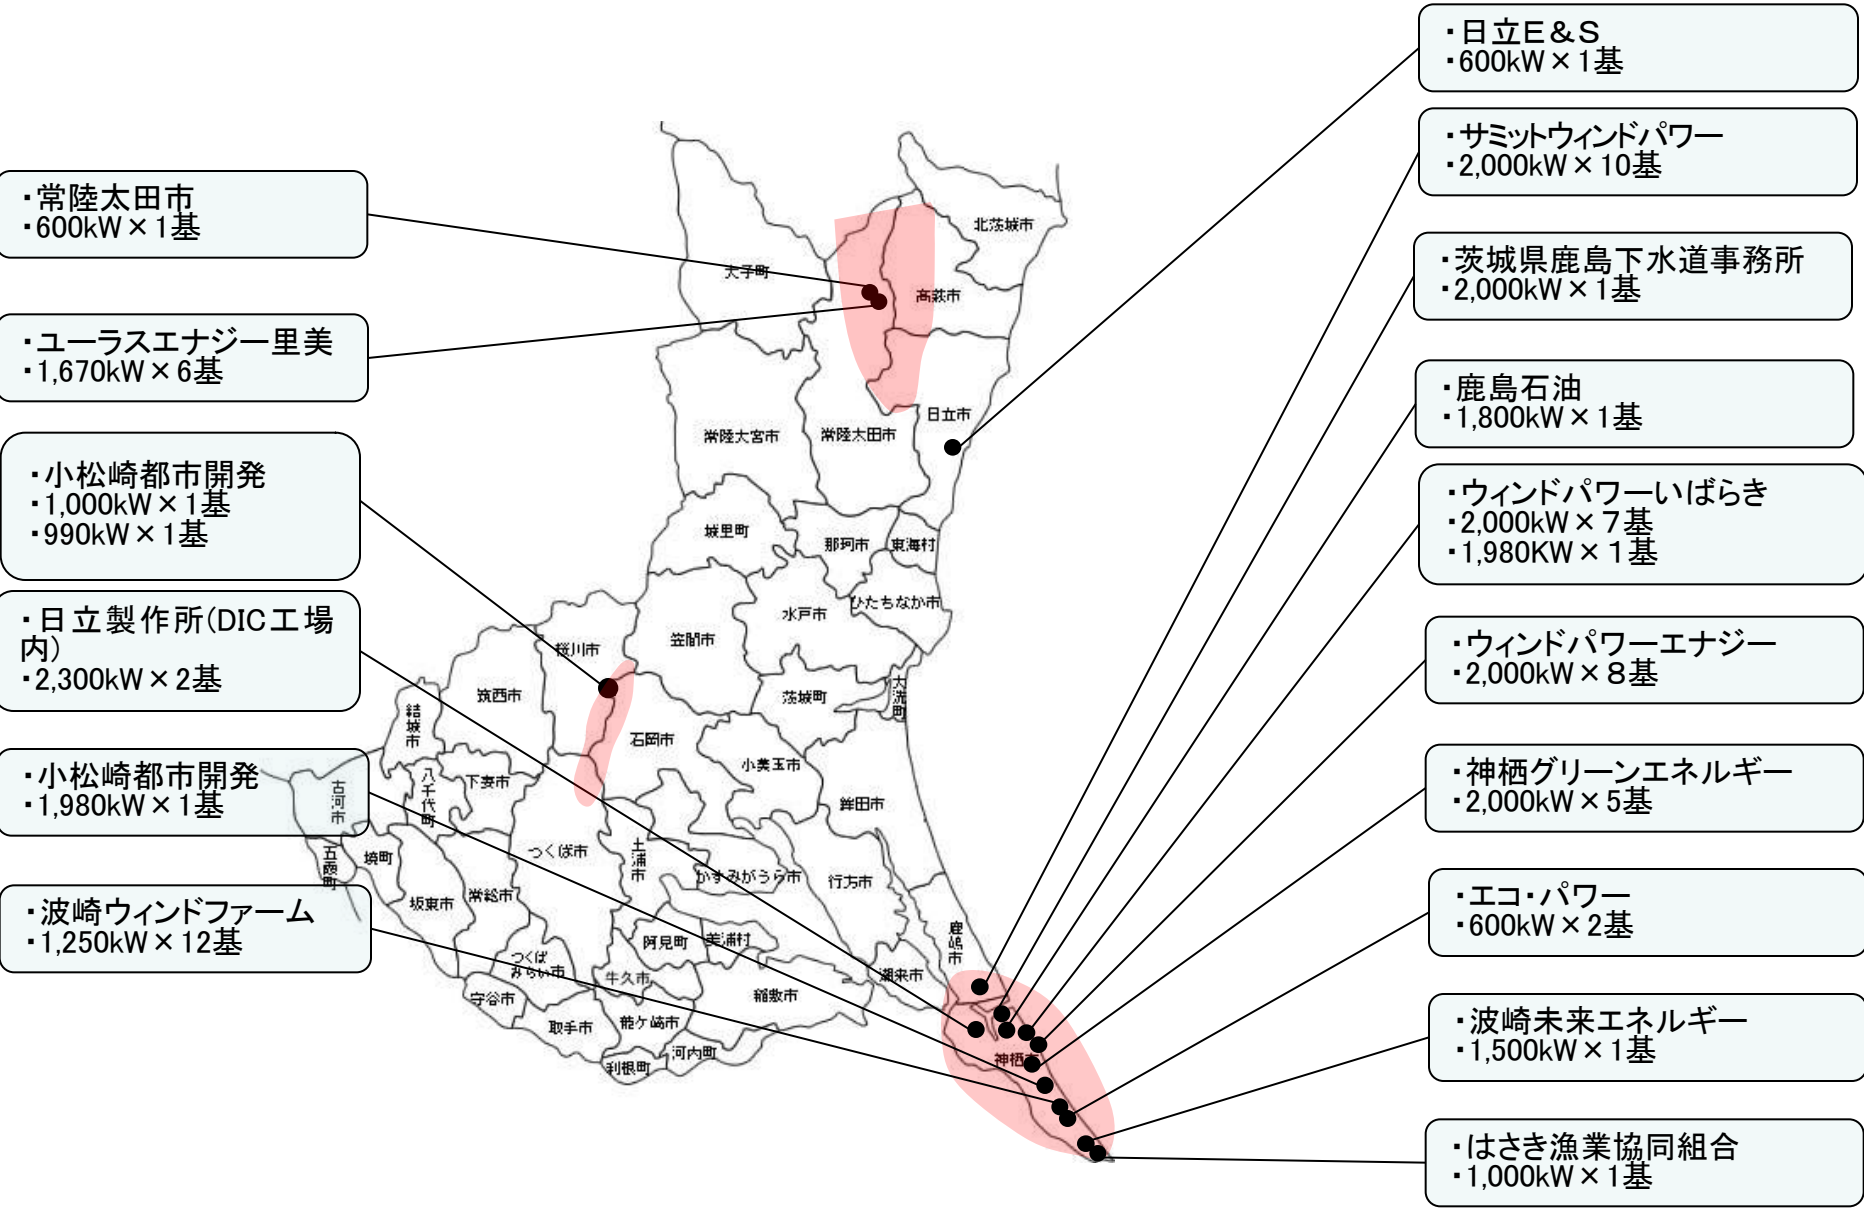 ・日立E&S
・600kW×1基
・サミットウィンドパワー
・2,000kW×10基
・茨城県鹿島下水道事務所
・2,000kW×1基
・鹿島石油
・1,800kW×1基
・ウィンドパワーいばらき
・2,000kW×7基
・1,980KW×1基
・ウィンドパワーエナジー
・2,000kW×8基
・神栖グリーンエネルギー
・2,000kW×5基
・エコ・パワー
・600kW×2基
・波崎未来エネルギー
・1,500kW×1基
・はさき漁業協同組合
・1,000kW×1基
・常陸太田市
・600kW×1基
・ユーラスエナジー里美
・1,670kW×6基
・小松崎都市開発
・1,000kW×1基
・990kW×1基
・日立製作所(DIC工場
内)
・2,300kW×2基
・小松崎都市開発
・1,980kW×1基
・波崎ウィンドファーム
・1,250kW×12基
北茨城市
大子町
高萩市
日立市
常陸大宮市
常陸太田市
城里町
那珂市
東海村
ひたちなか市
水戸市
笠間市
桜川市
筑西市
茨城町
大洗町
結城市
石岡市
小美玉市
下妻市
八千代町
古河市
鉾田市
五霞町
境町
つくば市
土浦市
かすみがうら市
行方市
坂東市
常総市
鹿嶋市
阿見町
美浦村
つくば
みらい市
牛久市
潮来市
稲敷市
守谷市
取手市
龍ケ崎市
河内町
利根町
神栖市